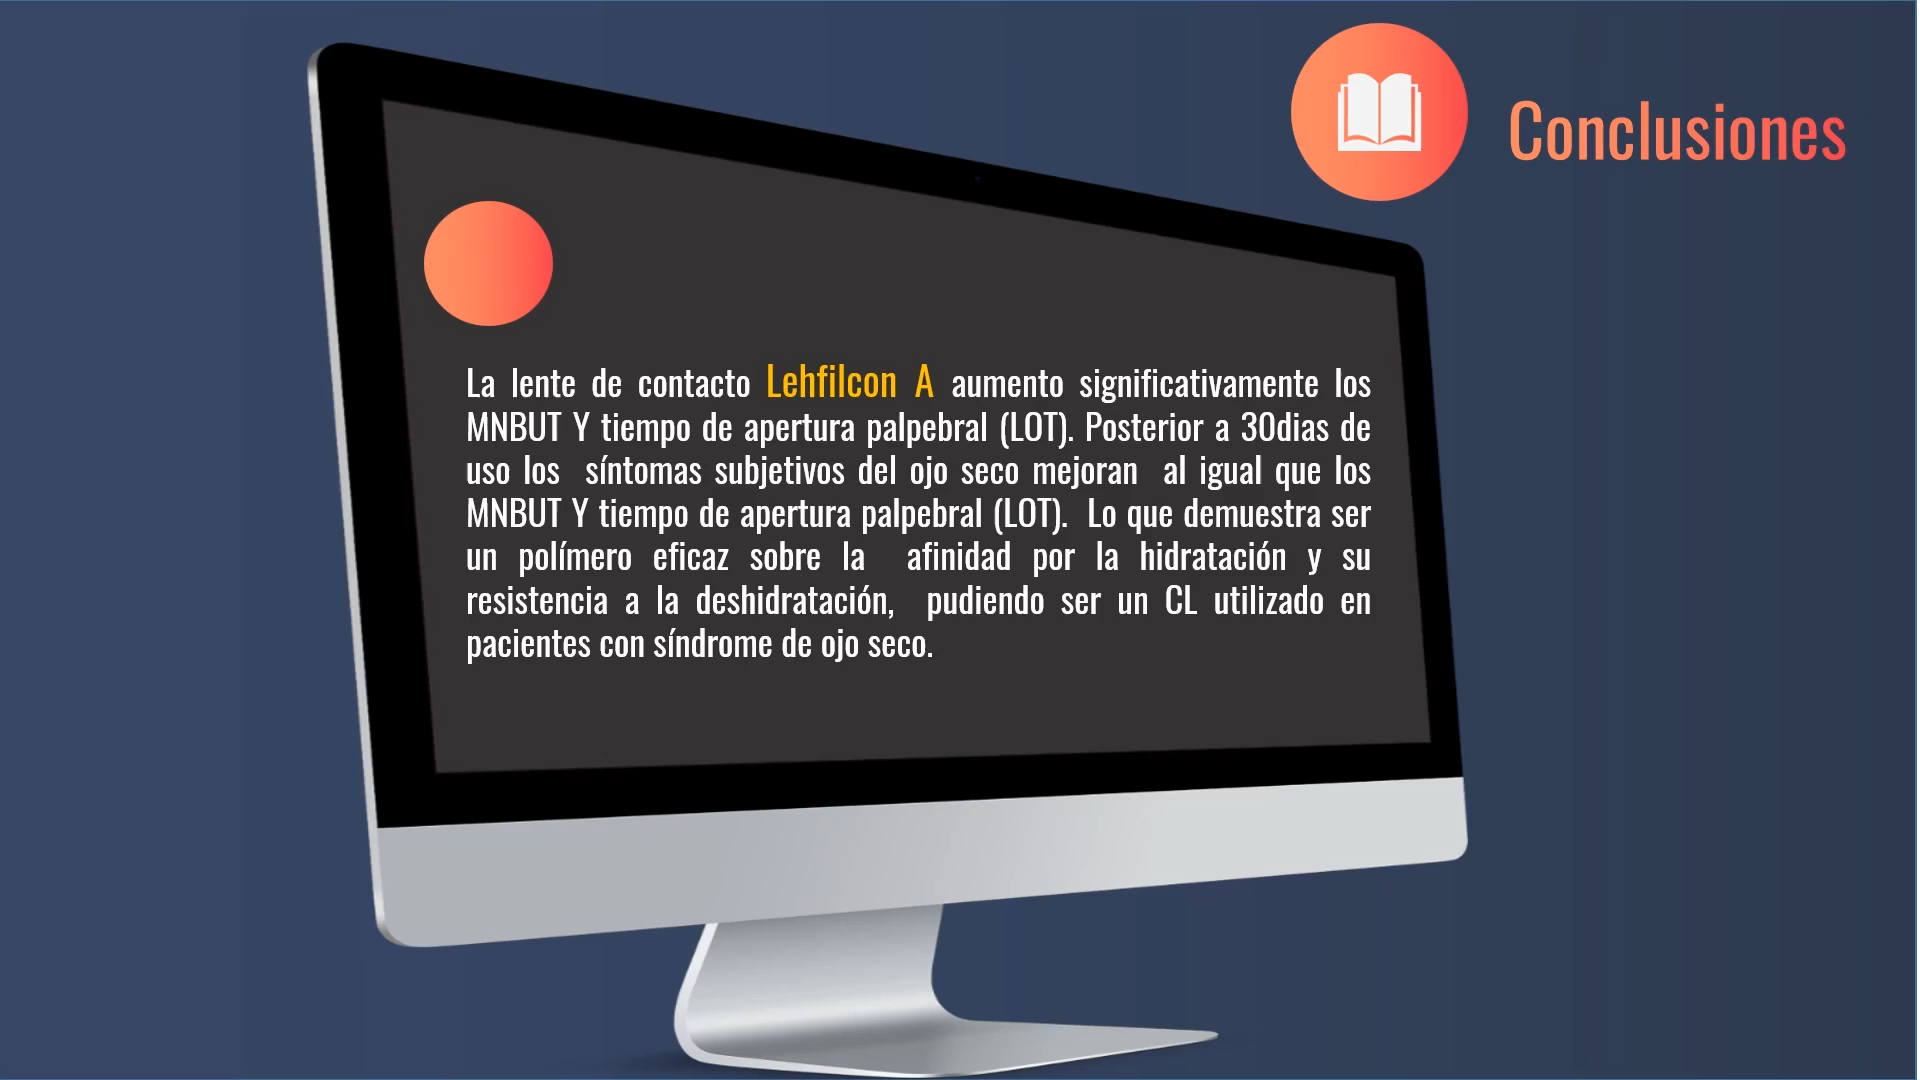 Conclusiones
La lente de contacto Lehfilcon A aumento significativamente los
MNBUT Y tiempo de apertura palpebral (LOT). Posterior a 30dias de
uso los síntomas subjetivos del ojo seco mejoran al igual que los
MNBUT Y tiempo de apertura palpebral (LOT). Lo que demuestra ser
un polímero eficaz sobre la afinidad por la hidratación y su
resistencia a la deshidratación, pudiendo ser un CL utilizado en
pacientes con síndrome de ojo seco.